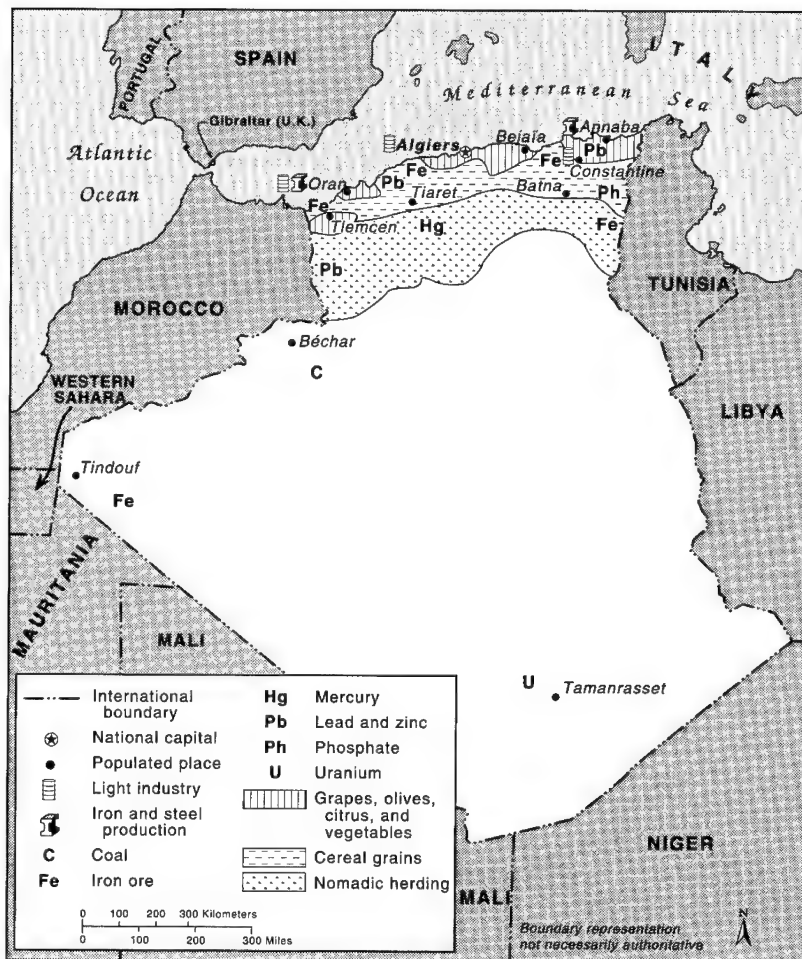 PORTUGAL
SPAIN
ITALY
Gibraltar (U.K.)
Mediterranean
Sea
Atlantic
Ocean
Algiers
Bejaïa
Annaba
Fe
Fe
Pb
Constantine
Oran
Pb
Tiaret
Batna
Ph
Fe
Tlemcen
Hg
Fe
Pb
TUNISIA
MOROCCO
Béchar
C
WESTERN
SAHARA
LIBYA
Tindouf
Fe
MAURITANIA
MALI
U
Tamanrasset
International
boundary
National capital
Populated place
Light industry
Iron and steel
production
C Coal
Fe Iron ore
Hg Mercury
Pb Lead and zinc
Ph Phosphate
U Uranium
Grapes, olives,
citrus, and
vegetables
Cereal grains
Nomadic herding
0 100 200 300 Kilometers
0 100 200 300 Miles
MALI
NIGER
N
Boundary representation
not necessarily authoritative